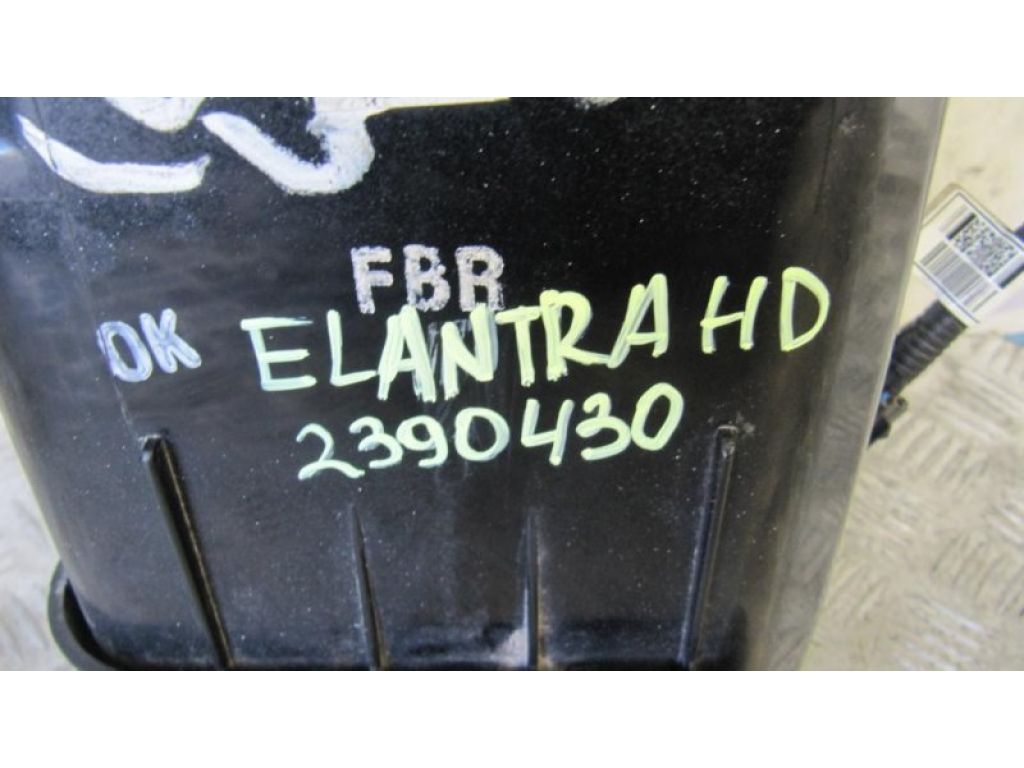 FBR
OK ELANTRA HD
2390430